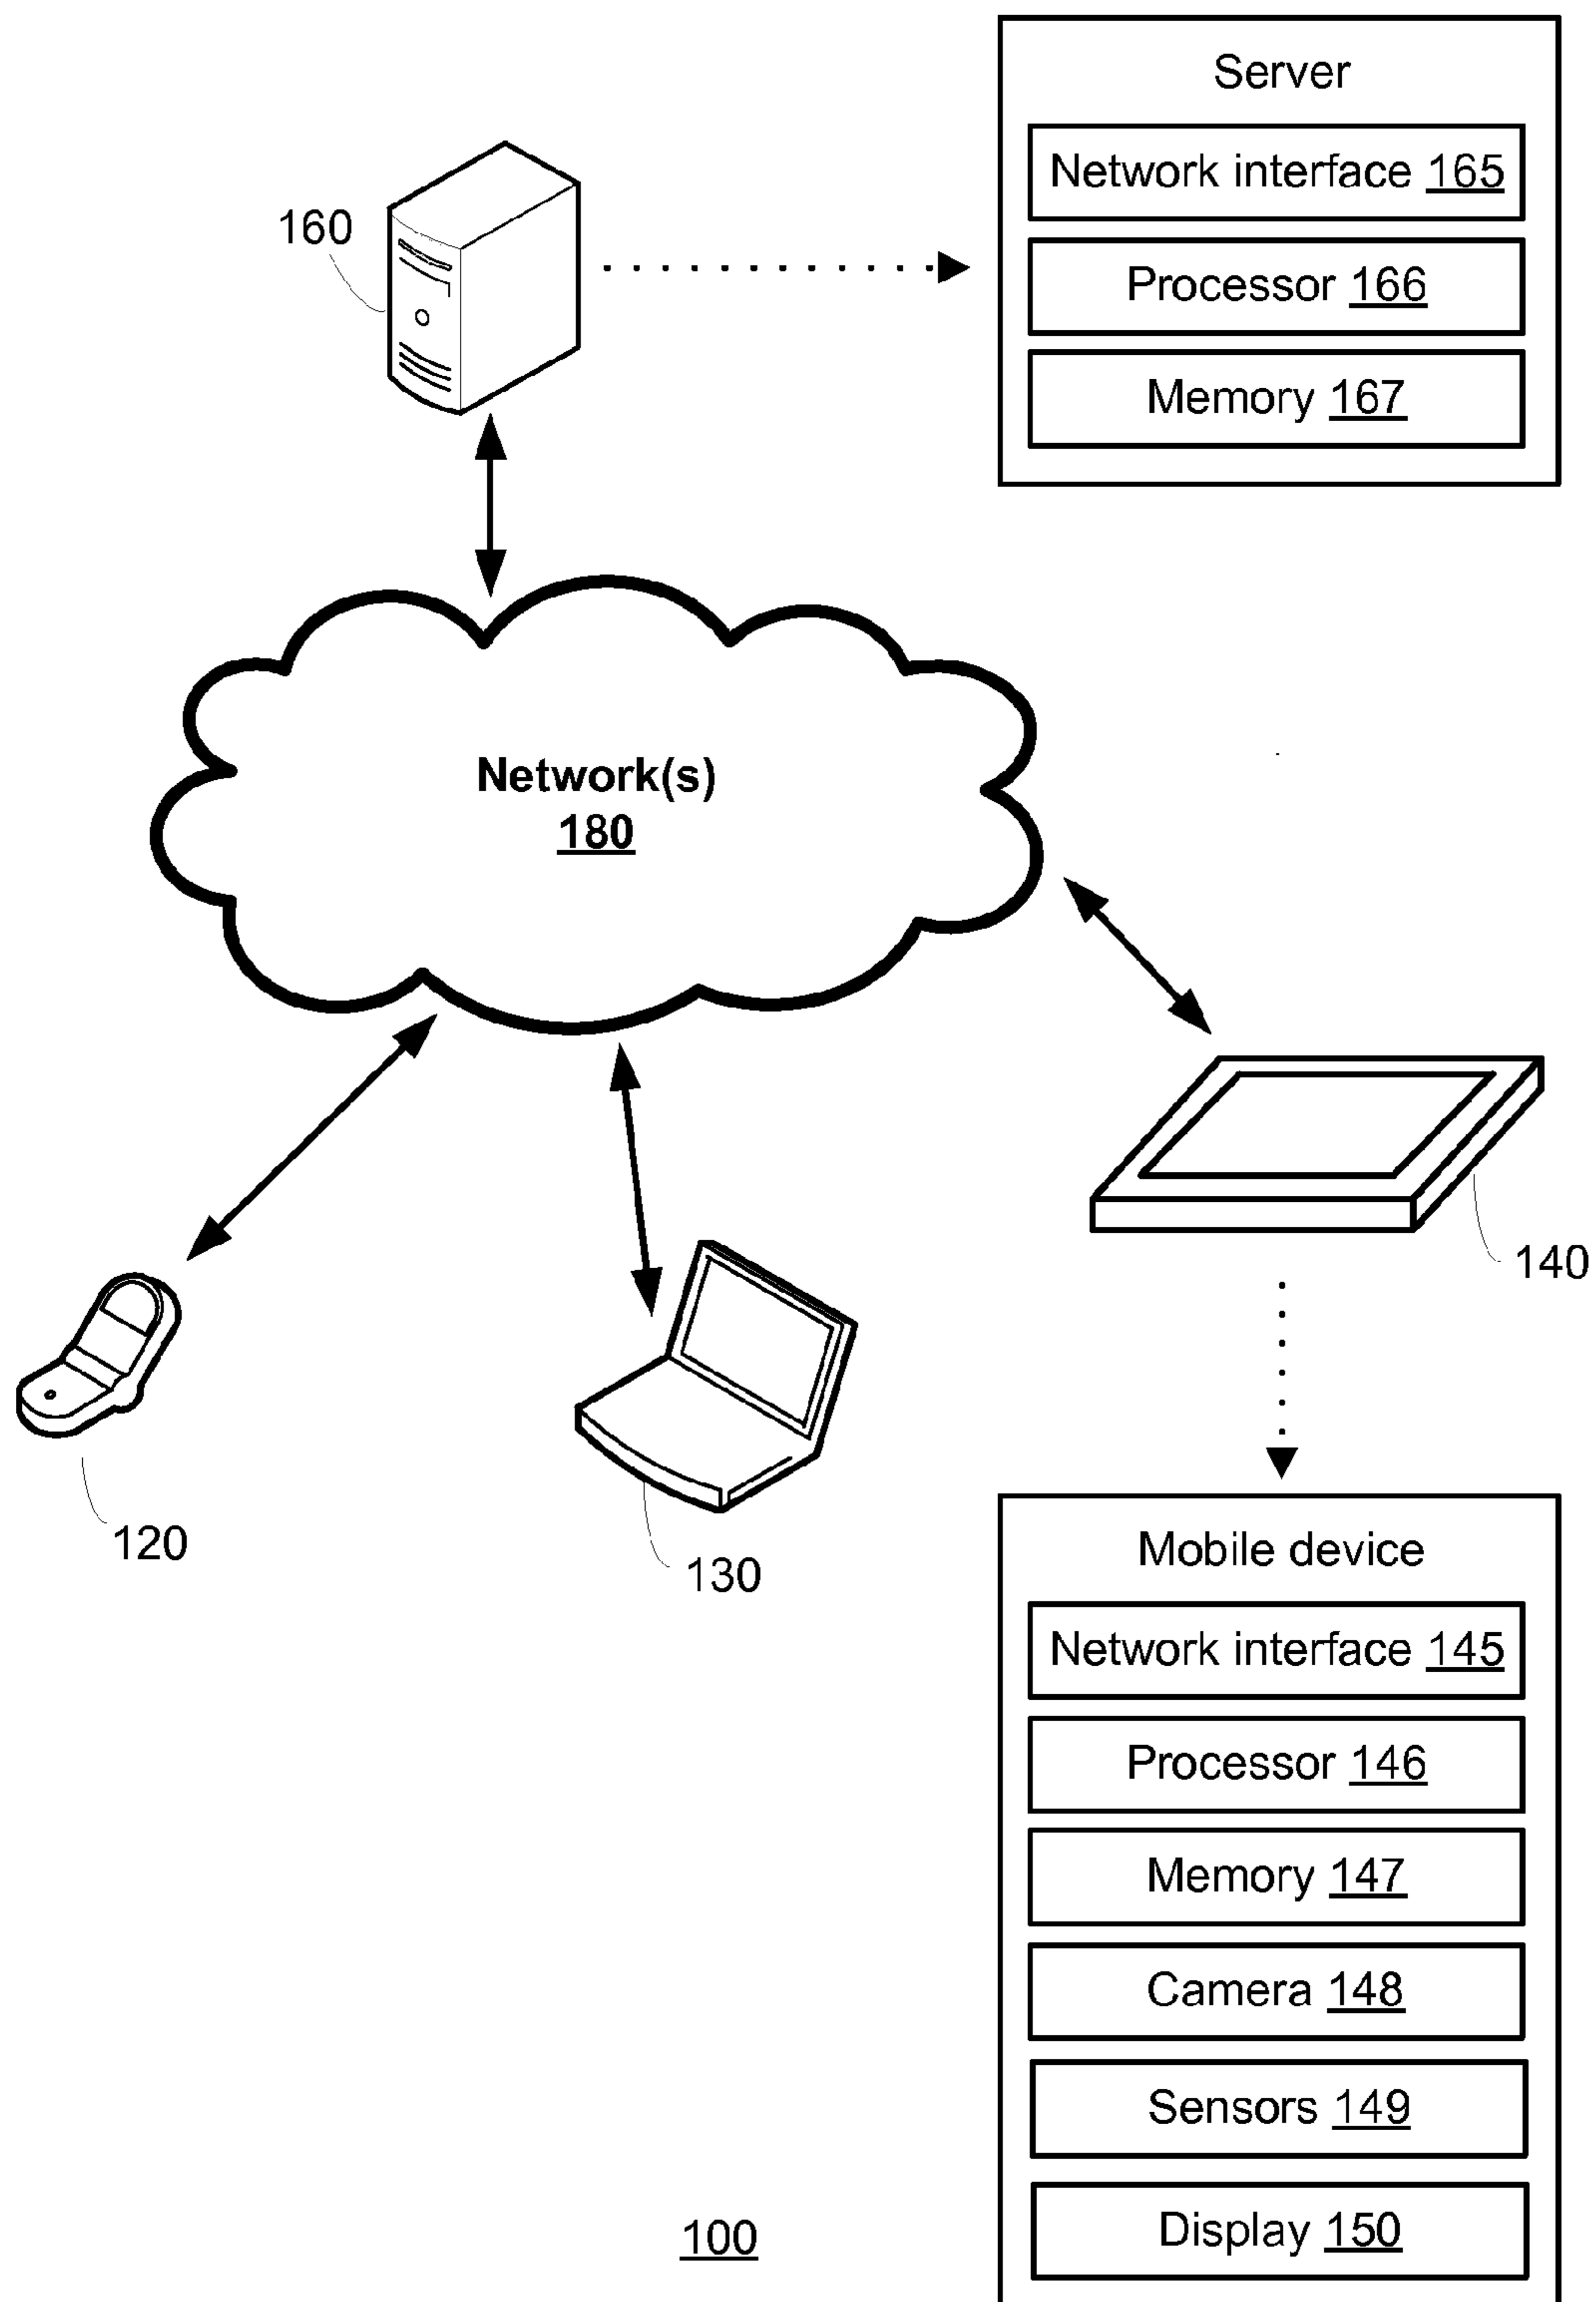 Server
Network interface 165
160
Processor 166
Memory 167
Network(s)
180
140
120
130
Mobile device
Network interface 145
Processor 146
Memory 147
Camera 148
Sensors 149
Display 150
100